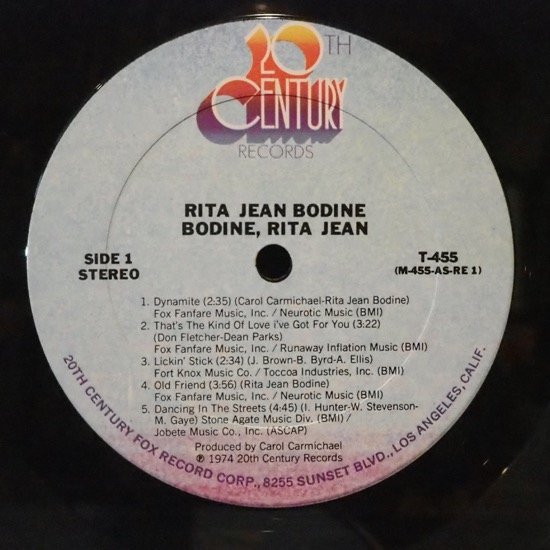 20TH
CENTURY
RECORDS
RITA JEAN BODINE
BODINE, RITA JEAN
SIDE 1
STEREO
T-455
(M-455-AS-RE 1)
1. Dynamite (2:35) (Carol Carmichael-Rita Jean Bodine)
Fox Fanfare Music, Inc. / Neurotic Music (BMI)
2. That's The Kind Of Love i've Got For You (3:22)
(Don Fletcher-Dean Parks)
Fox Fanfare Music, Inc. / Runaway Inflation Music (BMI)
3. Lickin' Stick (2:34) (J. Brown-B. Byrd-A. Ellis)
Fort Knox Music Co. / Toccoa Industries, Inc. (BMI)
4. Old Friend (3:56) (Rita Jean Bodine)
Fox Fanfare Music, Inc. / Neurotic Music (BMI)
5. Dancing In The Streets (4:45) (I. Hunter-W. Stevenson-
M. Gaye) Stone Agate Music Div. (BMI) /
Jobete Music Co., Inc. (ASCAP)
Produced by Carol Carmichael
℗ 1974 20th Century Records
20TH CENTURY FOX RECORD CORP., 8255 SUNSET BLVD., LOS ANGELES, CALIF.